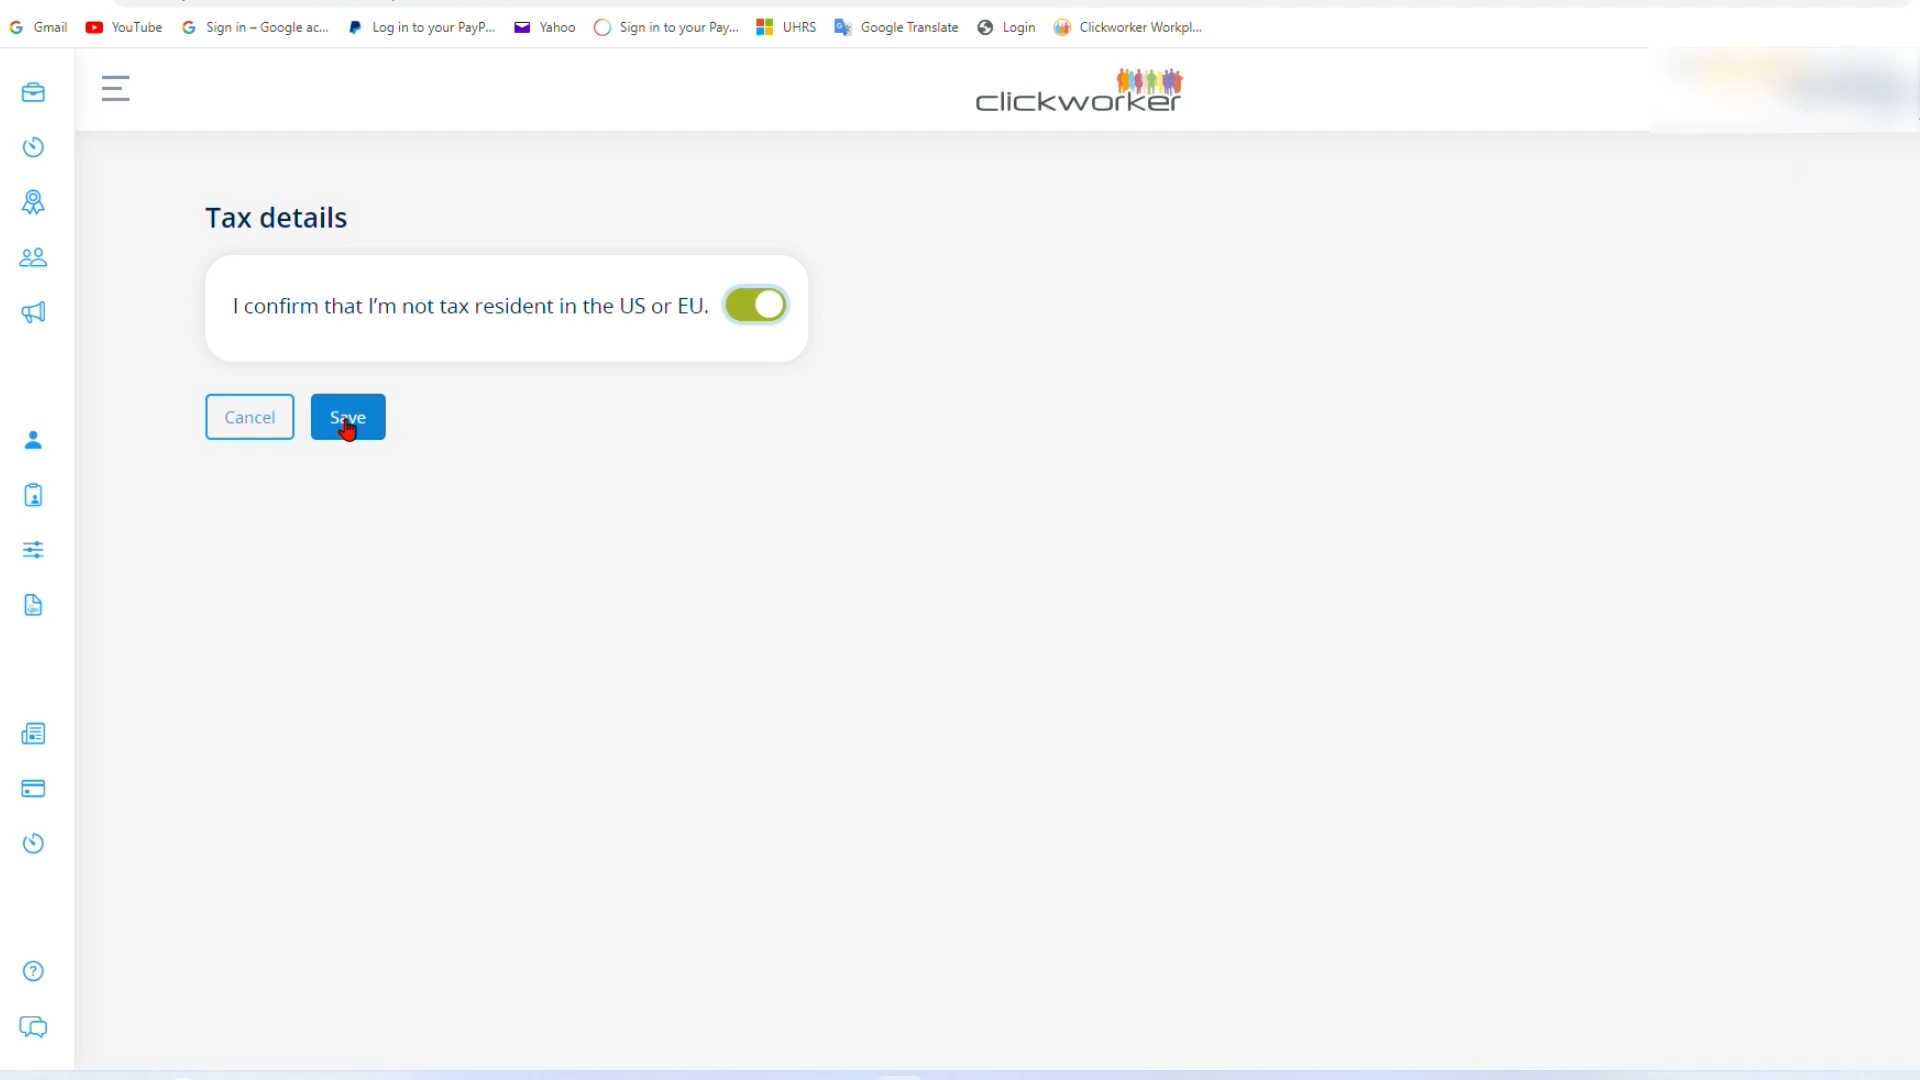 Gmail YouTube Sign in – Google ac... Log in to your PayP... Yahoo Sign in to your Pay... UHRS Google Translate Login Clickworker Workpl...
clickworker
Tax details
I confirm that I'm not tax resident in the US or EU.
Cancel Save